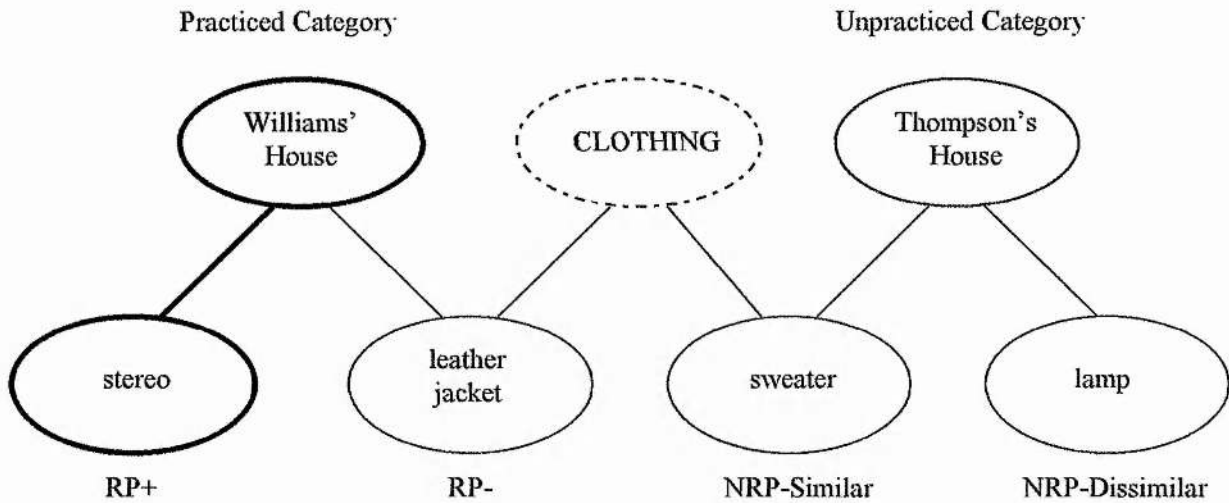 Practiced Category
Unpracticed Category
Williams'
House
CLOTHING
Thompson's
House
stereo
leather
jacket
sweater
lamp
RP+
RP-
NRP-Similar
NRP-Dissimilar